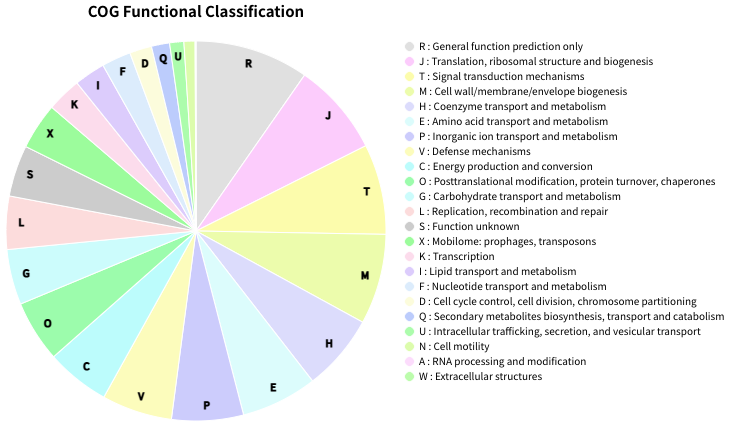 COG Functional Classification
R
J
T
M
H
E
P
V
C
O
G
L
S
X
K
I
F
D
Q
U
R : General function prediction only
J : Translation, ribosomal structure and biogenesis
T : Signal transduction mechanisms
M : Cell wall/membrane/envelope biogenesis
H : Coenzyme transport and metabolism
E : Amino acid transport and metabolism
P : Inorganic ion transport and metabolism
V : Defense mechanisms
C : Energy production and conversion
O : Posttranslational modification, protein turnover, chaperones
G : Carbohydrate transport and metabolism
L : Replication, recombination and repair
S : Function unknown
X : Mobilome: prophages, transposons
K : Transcription
I : Lipid transport and metabolism
F : Nucleotide transport and metabolism
D : Cell cycle control, cell division, chromosome partitioning
Q : Secondary metabolites biosynthesis, transport and catabolism
U : Intracellular trafficking, secretion, and vesicular transport
N : Cell motility
A : RNA processing and modification
W : Extracellular structures